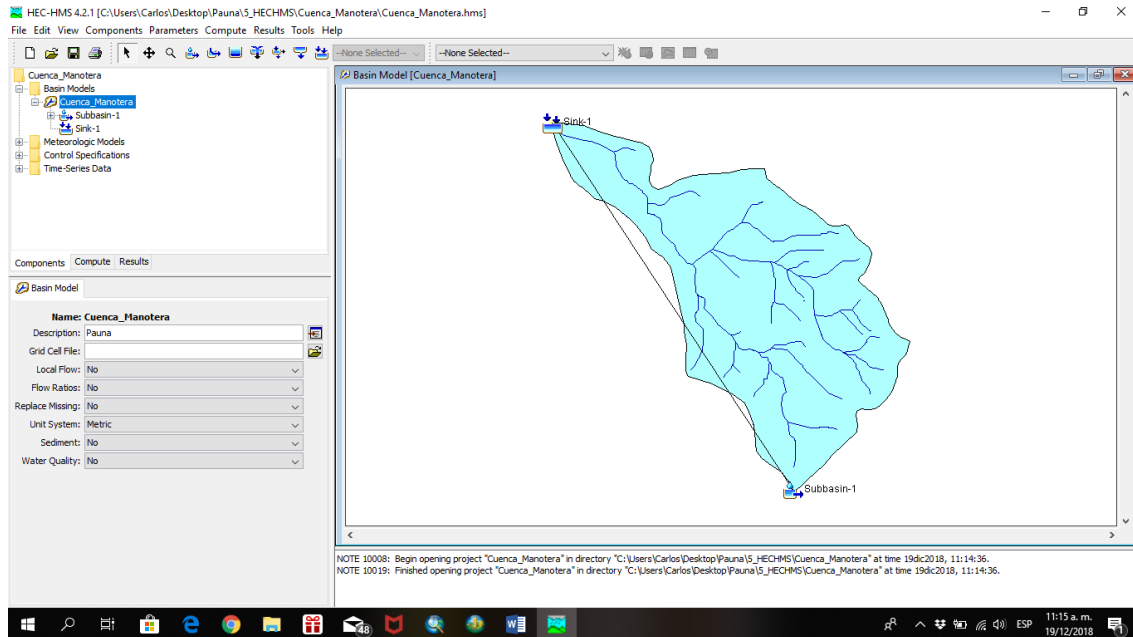 HEC-HMS 4.2.1 [C:\Users\Carlos\Desktop\Pauna\5_HECHMS\Cuenca_Manotera\Cuenca_Manotera.hms]
File Edit View Components Parameters Compute Results Tools Help
--None Selected-- --None Selected--
Cuenca_Manotera
Basin Models
Cuenca_Manotera
Subbasin-1
Sink-1
Meteorologic Models
Control Specifications
Time-Series Data
Components Compute Results
Basin Model
Name: Cuenca_Manotera
Description: Pauna
Grid Cell File:
Local Flow: No
Flow Ratios: No
Replace Missing: No
Unit System: Metric
Sediment: No
Water Quality: No
Basin Model [Cuenca_Manotera]
Sink-1
Subbasin-1
NOTE 10008: Begin opening project "Cuenca_Manotera" in directory "C:\Users\Carlos\Desktop\Pauna\5_HECHMS\Cuenca_Manotera" at time 19dic2018, 11:14:36.
NOTE 10019: Finished opening project "Cuenca_Manotera" in directory "C:\Users\Carlos\Desktop\Pauna\5_HECHMS\Cuenca_Manotera" at time 19dic2018, 11:14:36.
48
ESP
11:15 a. m.
19/12/2018
1